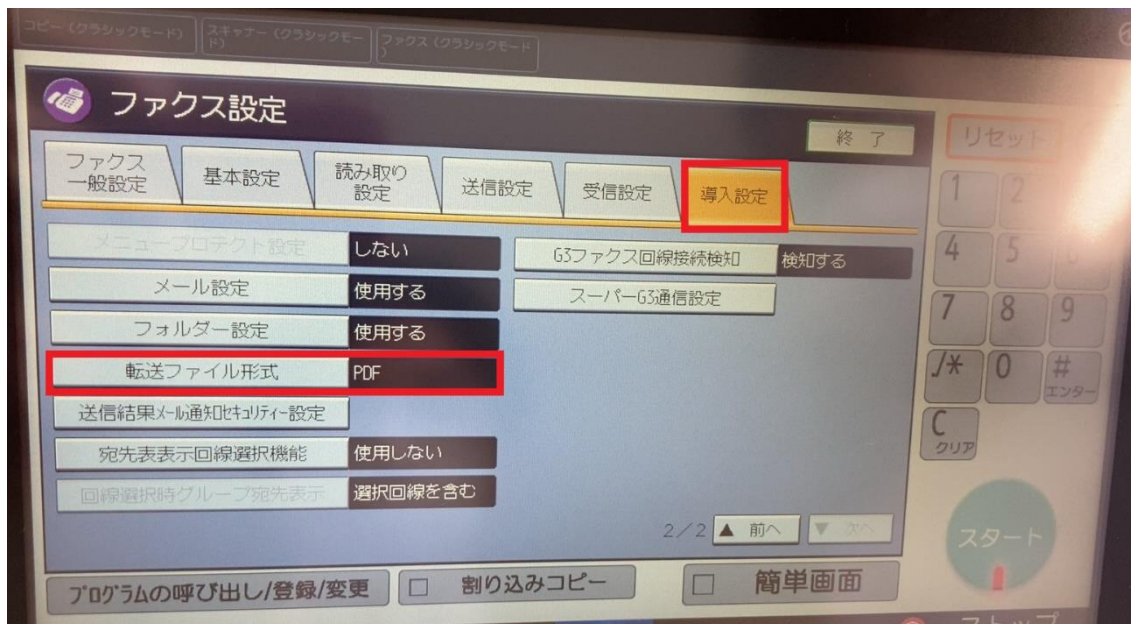 コピー (クラシックモード)
スキャナー (クラシックモー
ド)
ファクス (クラシックモード
)
ファクス設定
終了
リセット
ファクス
一般設定
基本設定
読み取り
設定
送信設定
受信設定
導入設定
1
2
メニュープロテクト設定
しない
G3ファクス回線接続検知
検知する
4
5
6
メール設定
使用する
スーパーG3通信設定
7
8
9
フォルダー設定
使用する
転送ファイル形式
PDF
./*
0
#
エンター
送信結果メール通知セキュリティー設定
C
クリア
宛先表表示回線選択機能
使用しない
回線選択時グループ宛先表示
選択回線を含む
2/2
▲ 前へ
▼ 次へ
スタート
プログラムの呼び出し/登録/変更
割り込みコピー
簡単画面
ストップ